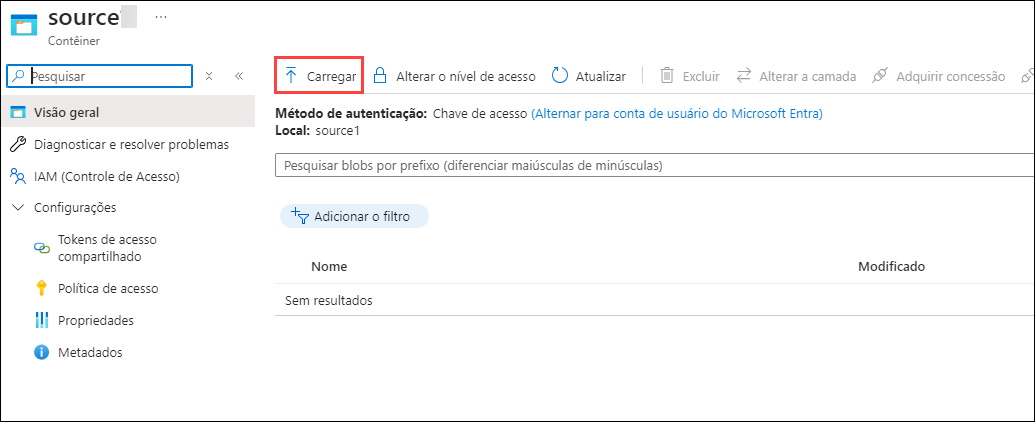 source
...
Contêiner
Pesquisar
Carregar
Alterar o nível de acesso
Atualizar
Excluir
Alterar a camada
Adquirir concessão
Visão geral
Diagnosticar e resolver problemas
IAM (Controle de Acesso)
Configurações
Tokens de acesso
compartilhado
Política de acesso
Propriedades
Metadados
Método de autenticação: Chave de acesso (Alternar para conta de usuário do Microsoft Entra)
Local: source1
Pesquisar blobs por prefixo (diferenciar maiúsculas de minúsculas)
Adicionar o filtro
Nome Modificado
Sem resultados